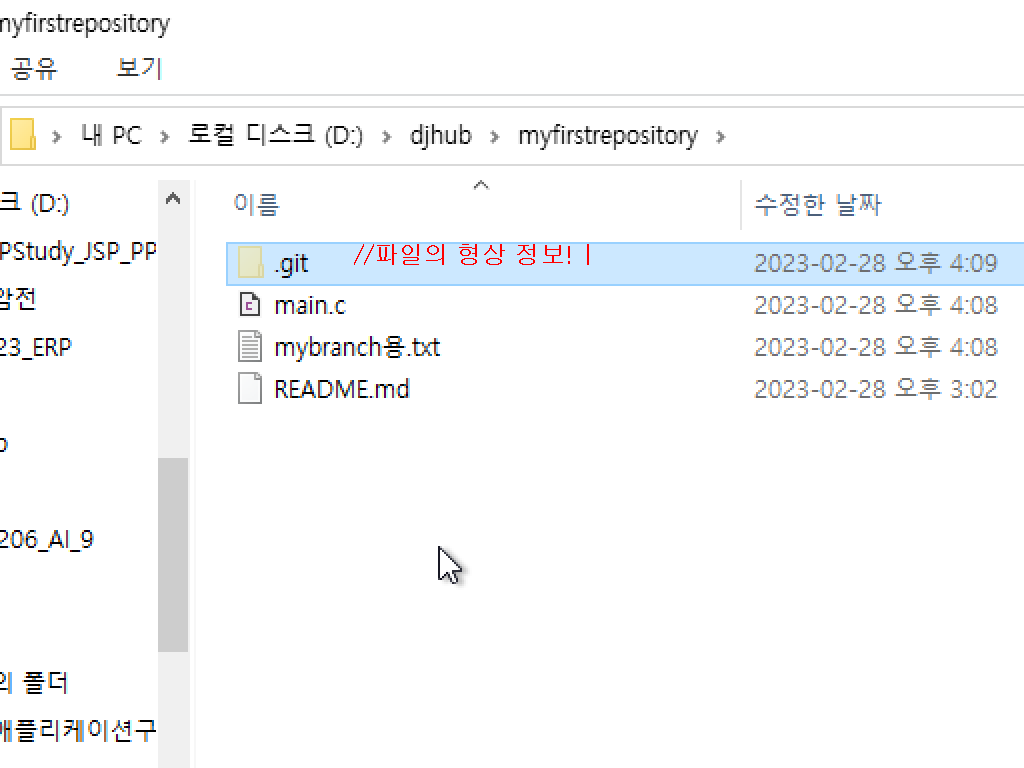 myfirstrepository
공유 보기
내 PC 로컬 디스크 (D:) djhub myfirstrepository
크 (D:)
PStudy_JSP_PP
암전
23_ERP
206_AI_9
의 폴더
애플리케이션구
이름 수정한 날짜
.git //파일의 형상 정보! 2023-02-28 오후 4:09
main.c 2023-02-28 오후 4:08
mybranch용.txt 2023-02-28 오후 4:08
README.md 2023-02-28 오후 3:02